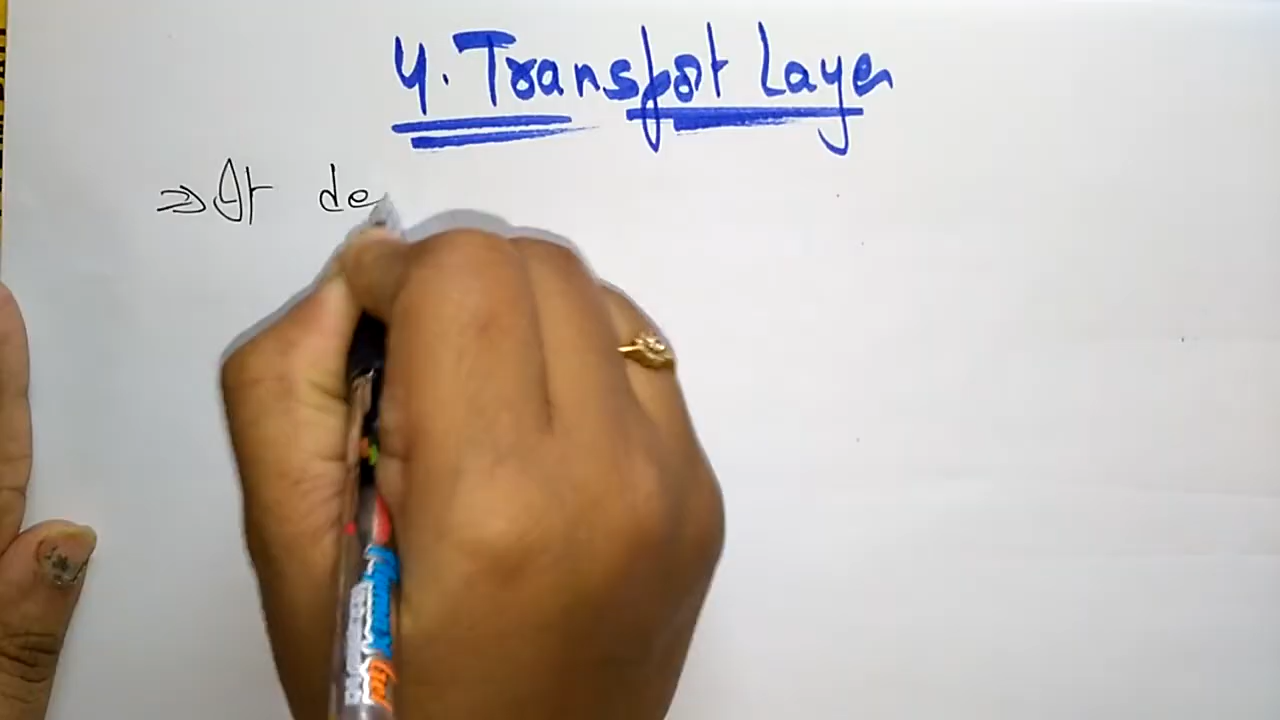 4. Transport Layer
⇒ It de